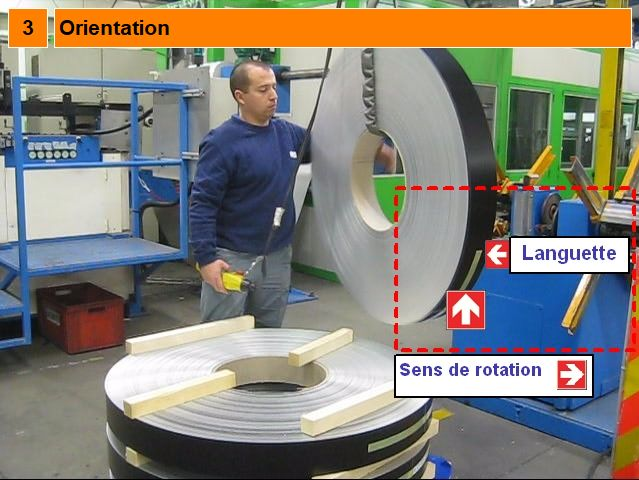 3 Orientation
Languette
Sens de rotation